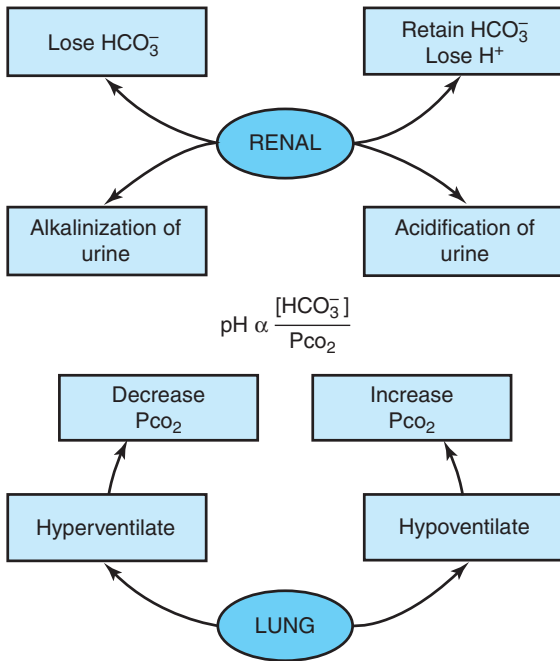 Lose HCO₃⁻
Retain HCO₃⁻
Lose H⁺
RENAL
Alkalinization of
urine
Acidification of
urine
pH α [HCO₃⁻] / Pco₂
Decrease
Pco₂
Increase
Pco₂
Hyperventilate
Hypoventilate
LUNG